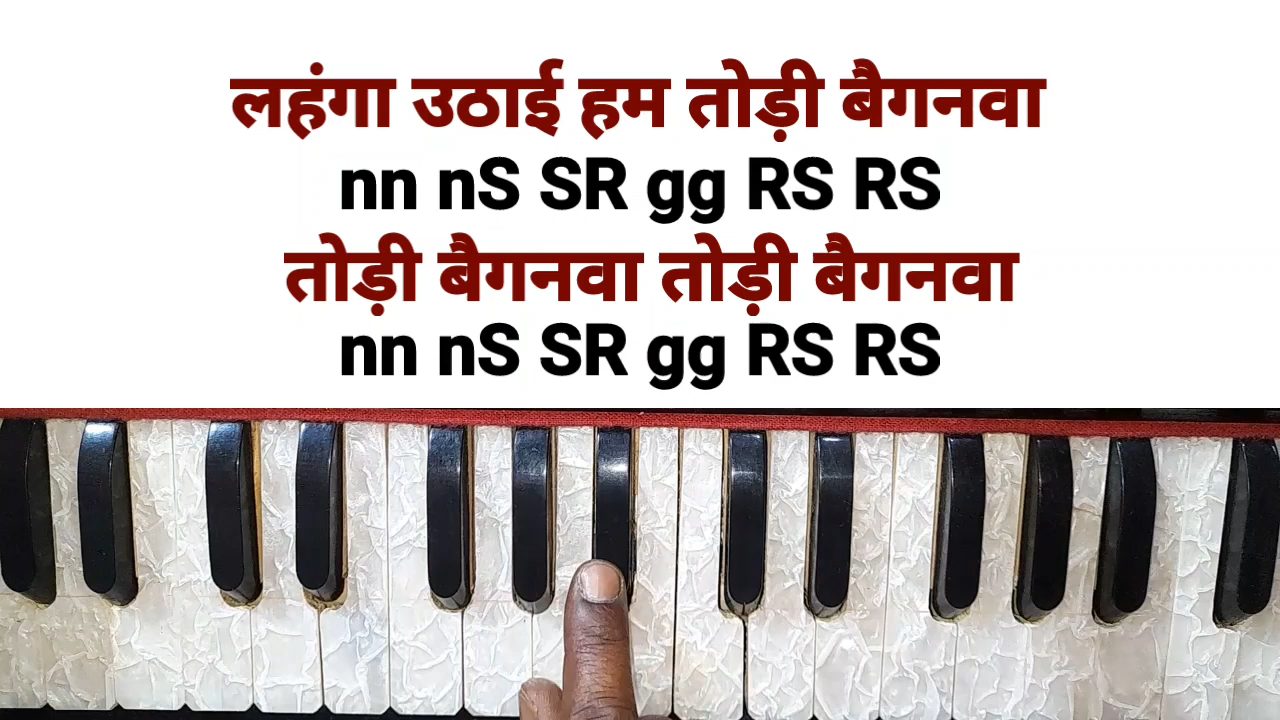 लहंगा उठाई हम तोड़ी बैगनवा
nn nS SR gg RS RS
तोड़ी बैगनवा तोड़ी बैगनवा
nn nS SR gg RS RS